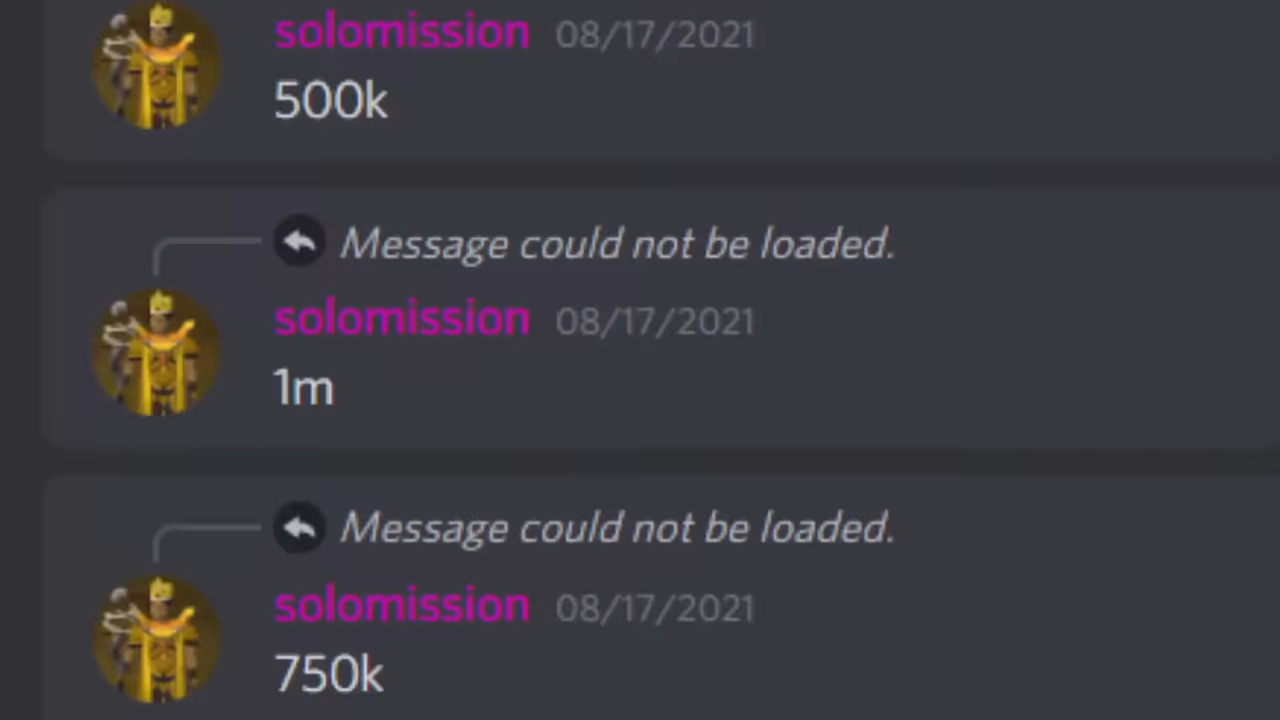 solomission 08/17/2021
500k
Message could not be loaded.
solomission 08/17/2021
1m
Message could not be loaded.
solomission 08/17/2021
750k